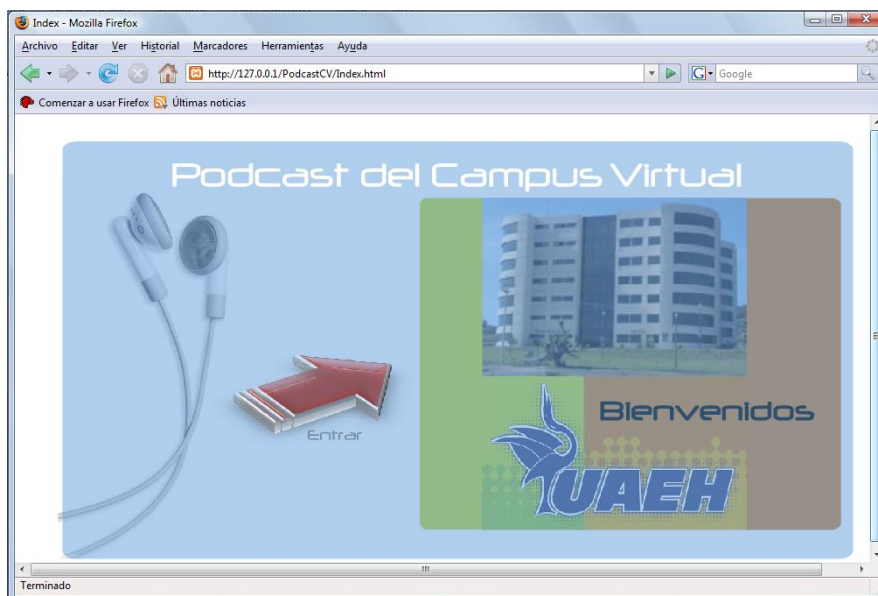 Index - Mozilla Firefox
Archivo Editar Ver Historial Marcadores Herramientas Ayuda
http://127.0.0.1/PodcastCV/Index.html
G Google
Comenzar a usar Firefox Últimas noticias
Podcast del Campus Virtual
Entrar
Bienvenidos
UAEH
Terminado